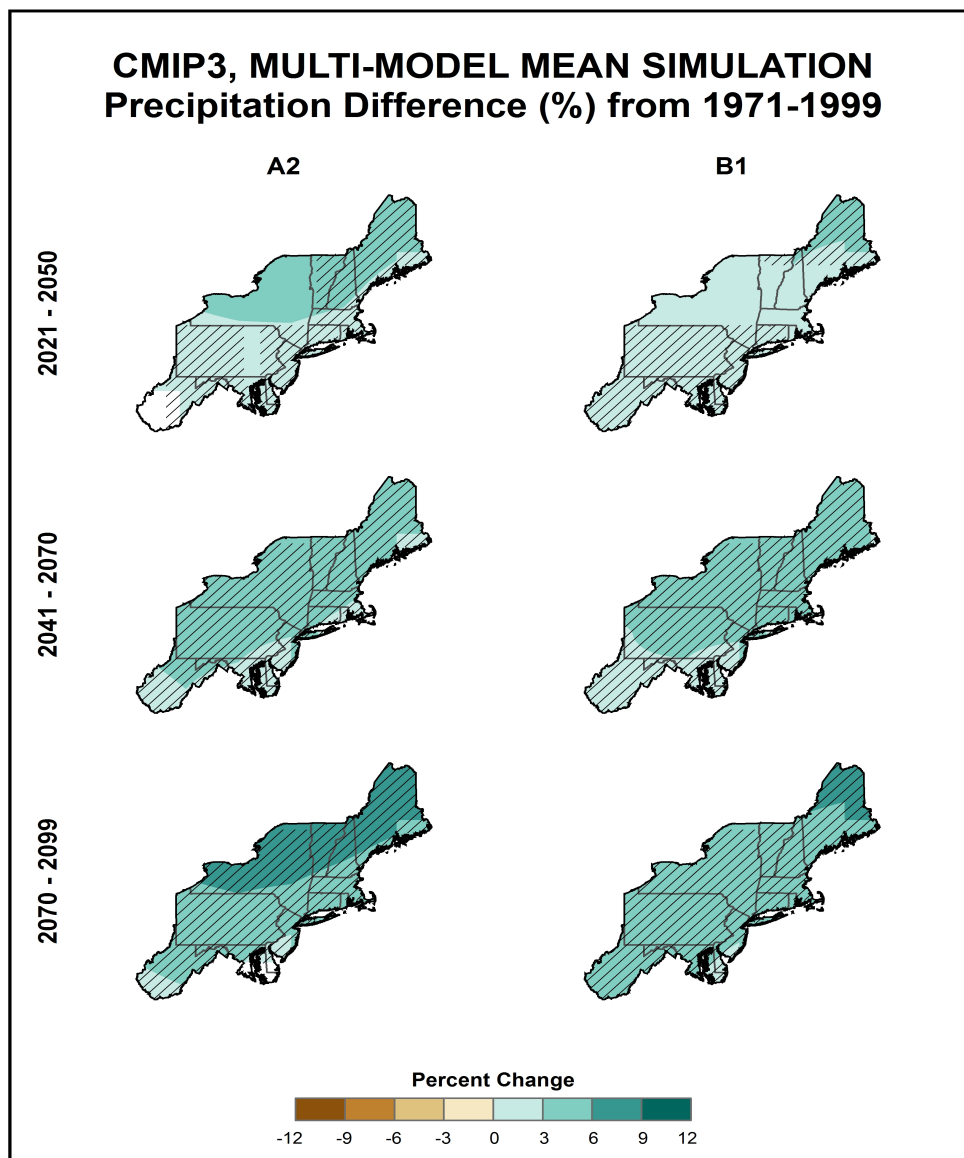 CMIP3, MULTI-MODEL MEAN SIMULATION
Precipitation Difference (%) from 1971-1999
A2
B1
2021 - 2050
2041 - 2070
2070 - 2099
Percent Change
-12 -9 -6 -3 0 3 6 9 12